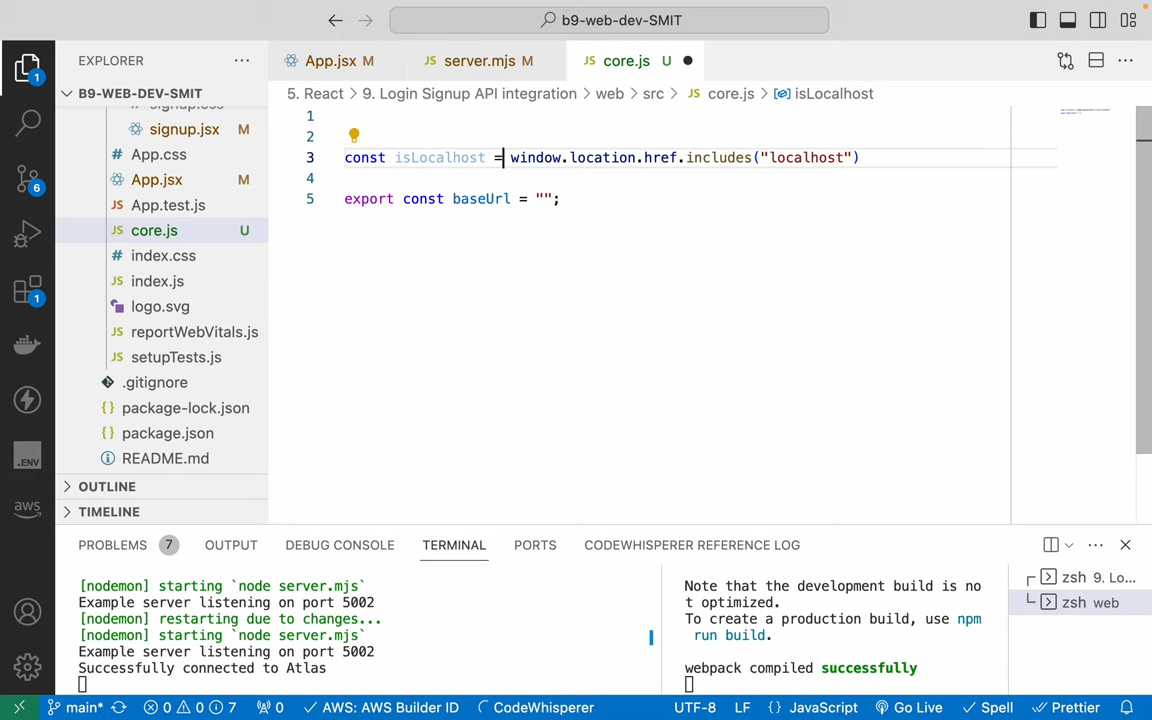 b9-web-dev-SMIT
EXPLORER
App.jsx M
server.mjs M
core.js U
B9-WEB-DEV-SMIT
5. React > 9. Login Signup API integration > web > src > JS core.js > isLocalhost
signup.css
signup.jsx M
App.css
App.jsx M
App.test.js
core.js U
index.css
index.js
logo.svg
reportWebVitals.js
setupTests.js
.gitignore
package-lock.json
package.json
README.md
OUTLINE
TIMELINE
1
2
3 const isLocalhost = window.location.href.includes("localhost")
4
5 export const baseUrl = "";
PROBLEMS 7 OUTPUT DEBUG CONSOLE TERMINAL PORTS CODEWHISPERER REFERENCE LOG
[nodemon] starting `node server.mjs`
Example server listening on port 5002
[nodemon] restarting due to changes...
[nodemon] starting `node server.mjs`
Example server listening on port 5002
Successfully connected to Atlas
Note that the development build is no
t optimized.
To create a production build, use npm
run build.
webpack compiled successfully
zsh 9. Lo...
zsh web
1
6
1
.ENV
aws
main* 0 0 7 0 AWS: AWS Builder ID CodeWhisperer UTF-8 LF {} JavaScript Go Live Spell Prettier